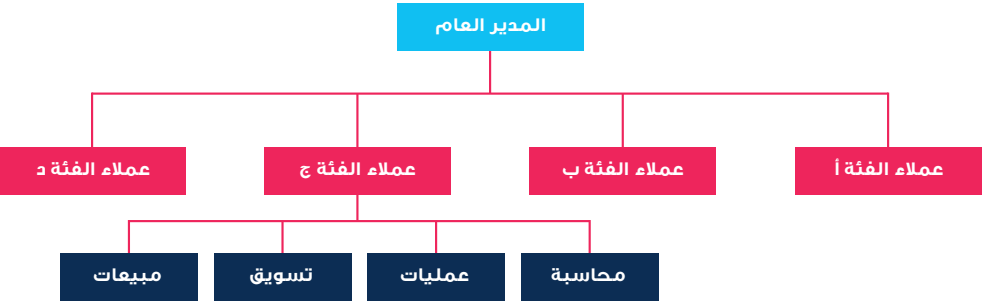 المدير العام
عملاء الفئة أ
عملاء الفئة ب
عملاء الفئة ج
عملاء الفئة د
محاسبة
عمليات
تسويق
مبيعات